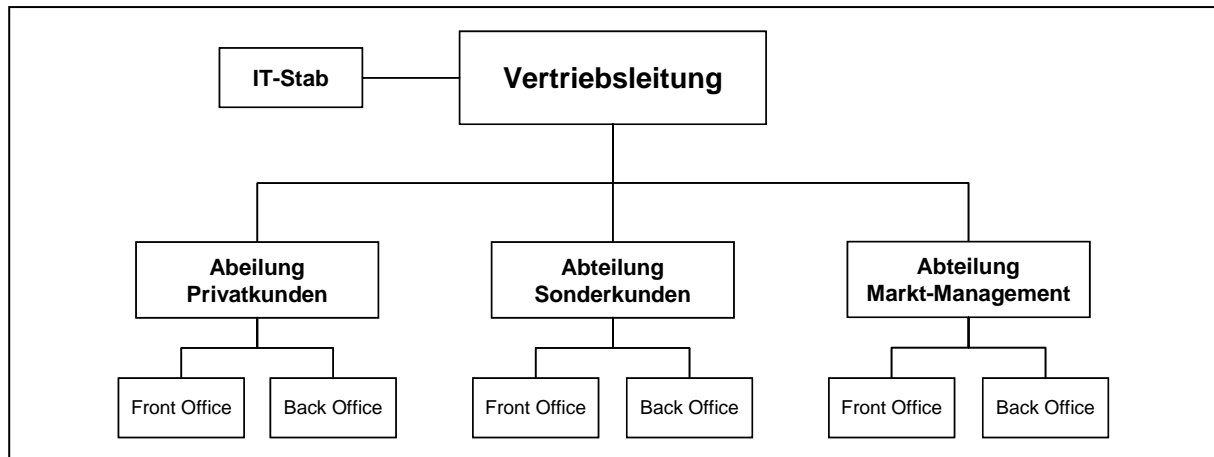 IT-Stab
Vertriebsleitung
Abeilung
Privatkunden
Abteilung
Sonderkunden
Abteilung
Markt-Management
Front Office
Back Office
Front Office
Back Office
Front Office
Back Office